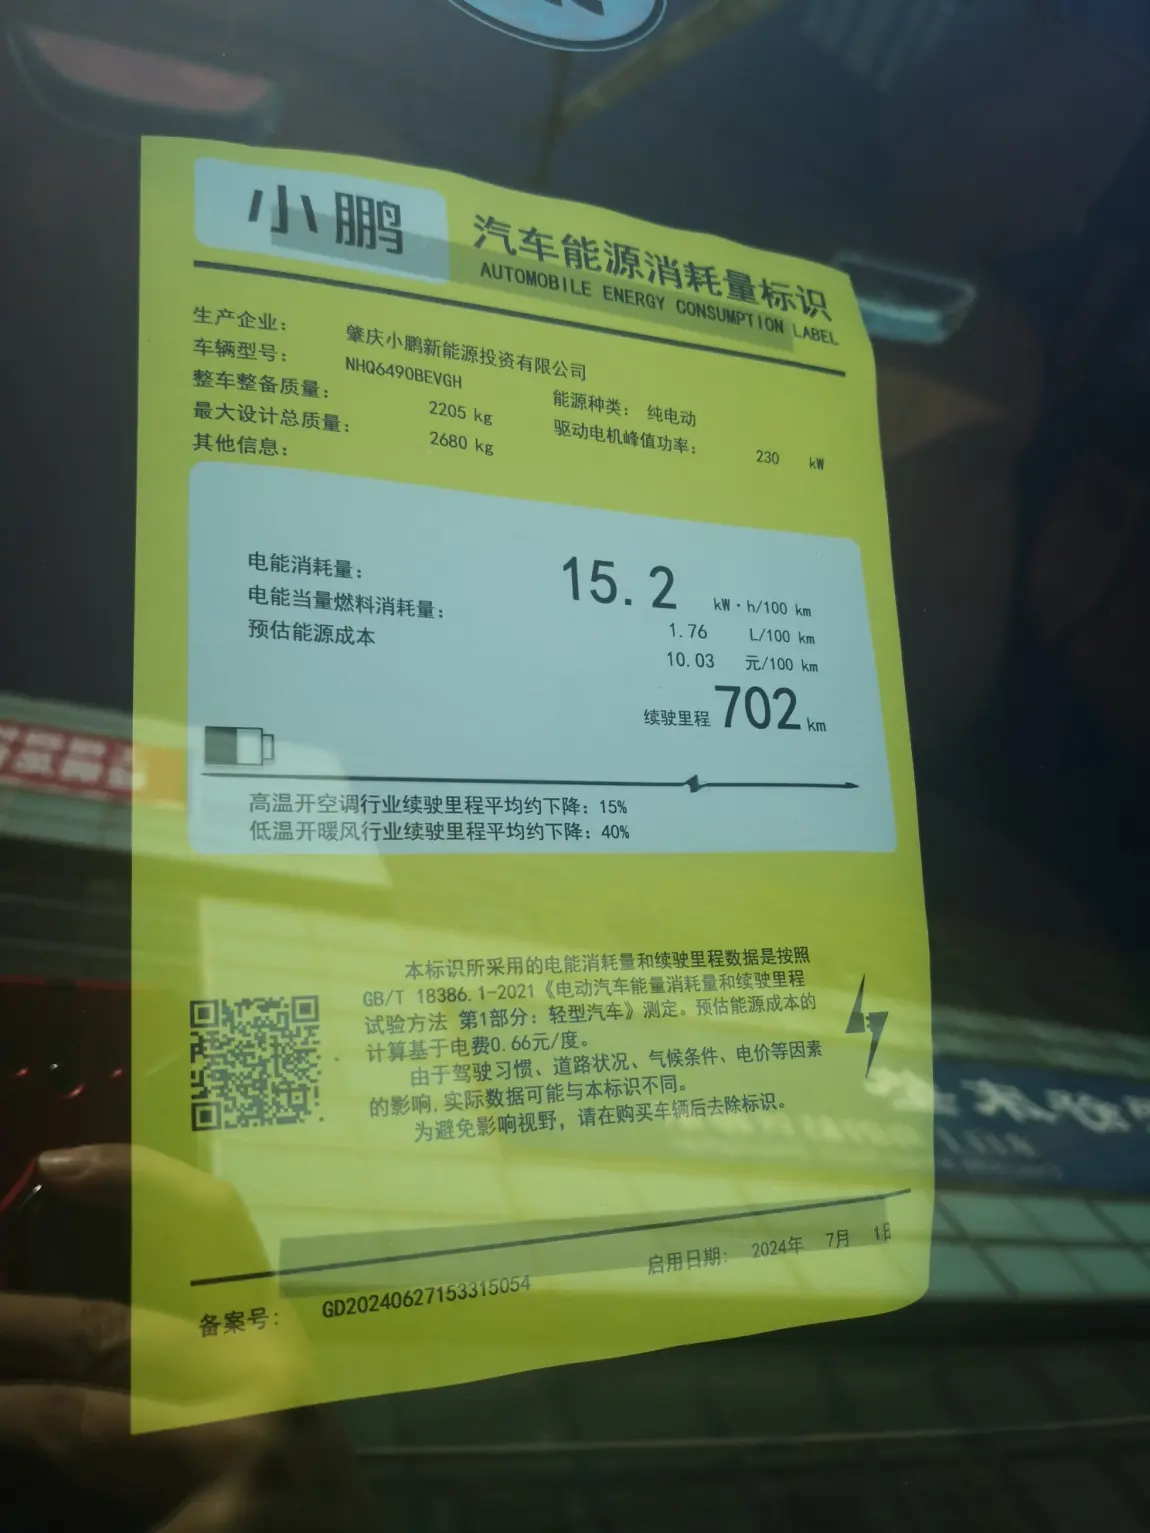 小鹏
汽车能源消耗量标识
AUTOMOBILE ENERGY CONSUMPTION LABEL
生产企业： 肇庆小鹏新能源投资有限公司
车辆型号： NHQ6490BEVGH 能源种类： 纯电动
整车整备质量： 2205 kg 驱动电机峰值功率： 230 kW
最大设计总质量： 2680 kg
其他信息：
电能消耗量： 15.2 kW·h/100 km
电能当量燃料消耗量： 1.76 L/100 km
预估能源成本 10.03 元/100 km
续驶里程 702 km
高温开空调行业续驶里程平均约下降：15%
低温开暖风行业续驶里程平均约下降：40%
本标识所采用的电能消耗量和续驶里程数据是按照
GB/T 18386.1-2021《电动汽车能量消耗量和续驶里程
试验方法 第1部分：轻型汽车》测定。预估能源成本的
计算基于电费0.66元/度。
由于驾驶习惯、道路状况、气候条件、电价等因素
的影响,实际数据可能与本标识不同。
为避免影响视野，请在购买车辆后去除标识。
启用日期： 2024年 7月 1日
备案号： GD20240627153315054